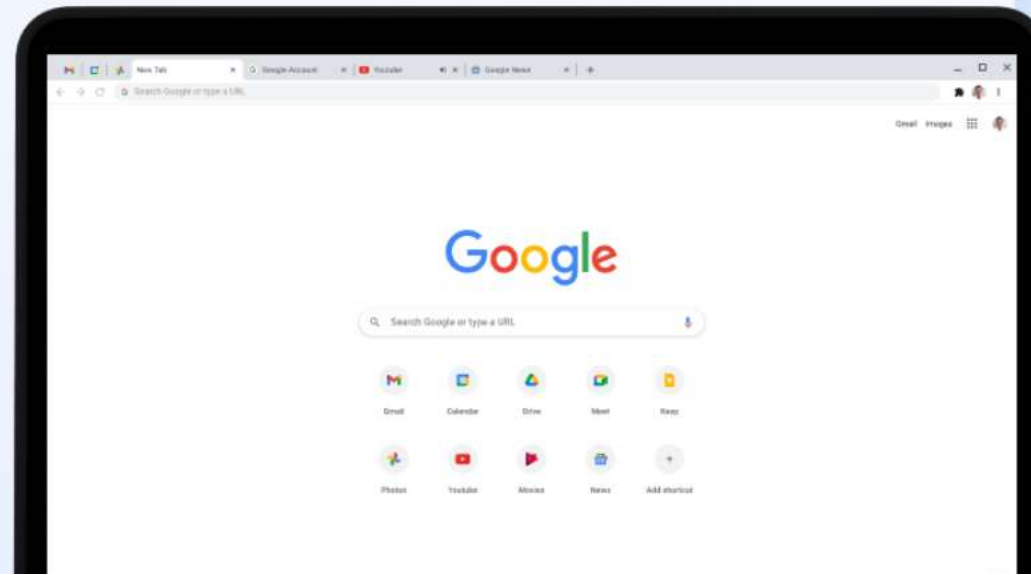 New Tab Google Account Youtube Google News
Search Google or type a URL
Gmail Images
Google
Search Google or type a URL
Gmail Calendar Drive Meet Keep
Photos Youtube Movies News Add shortcut